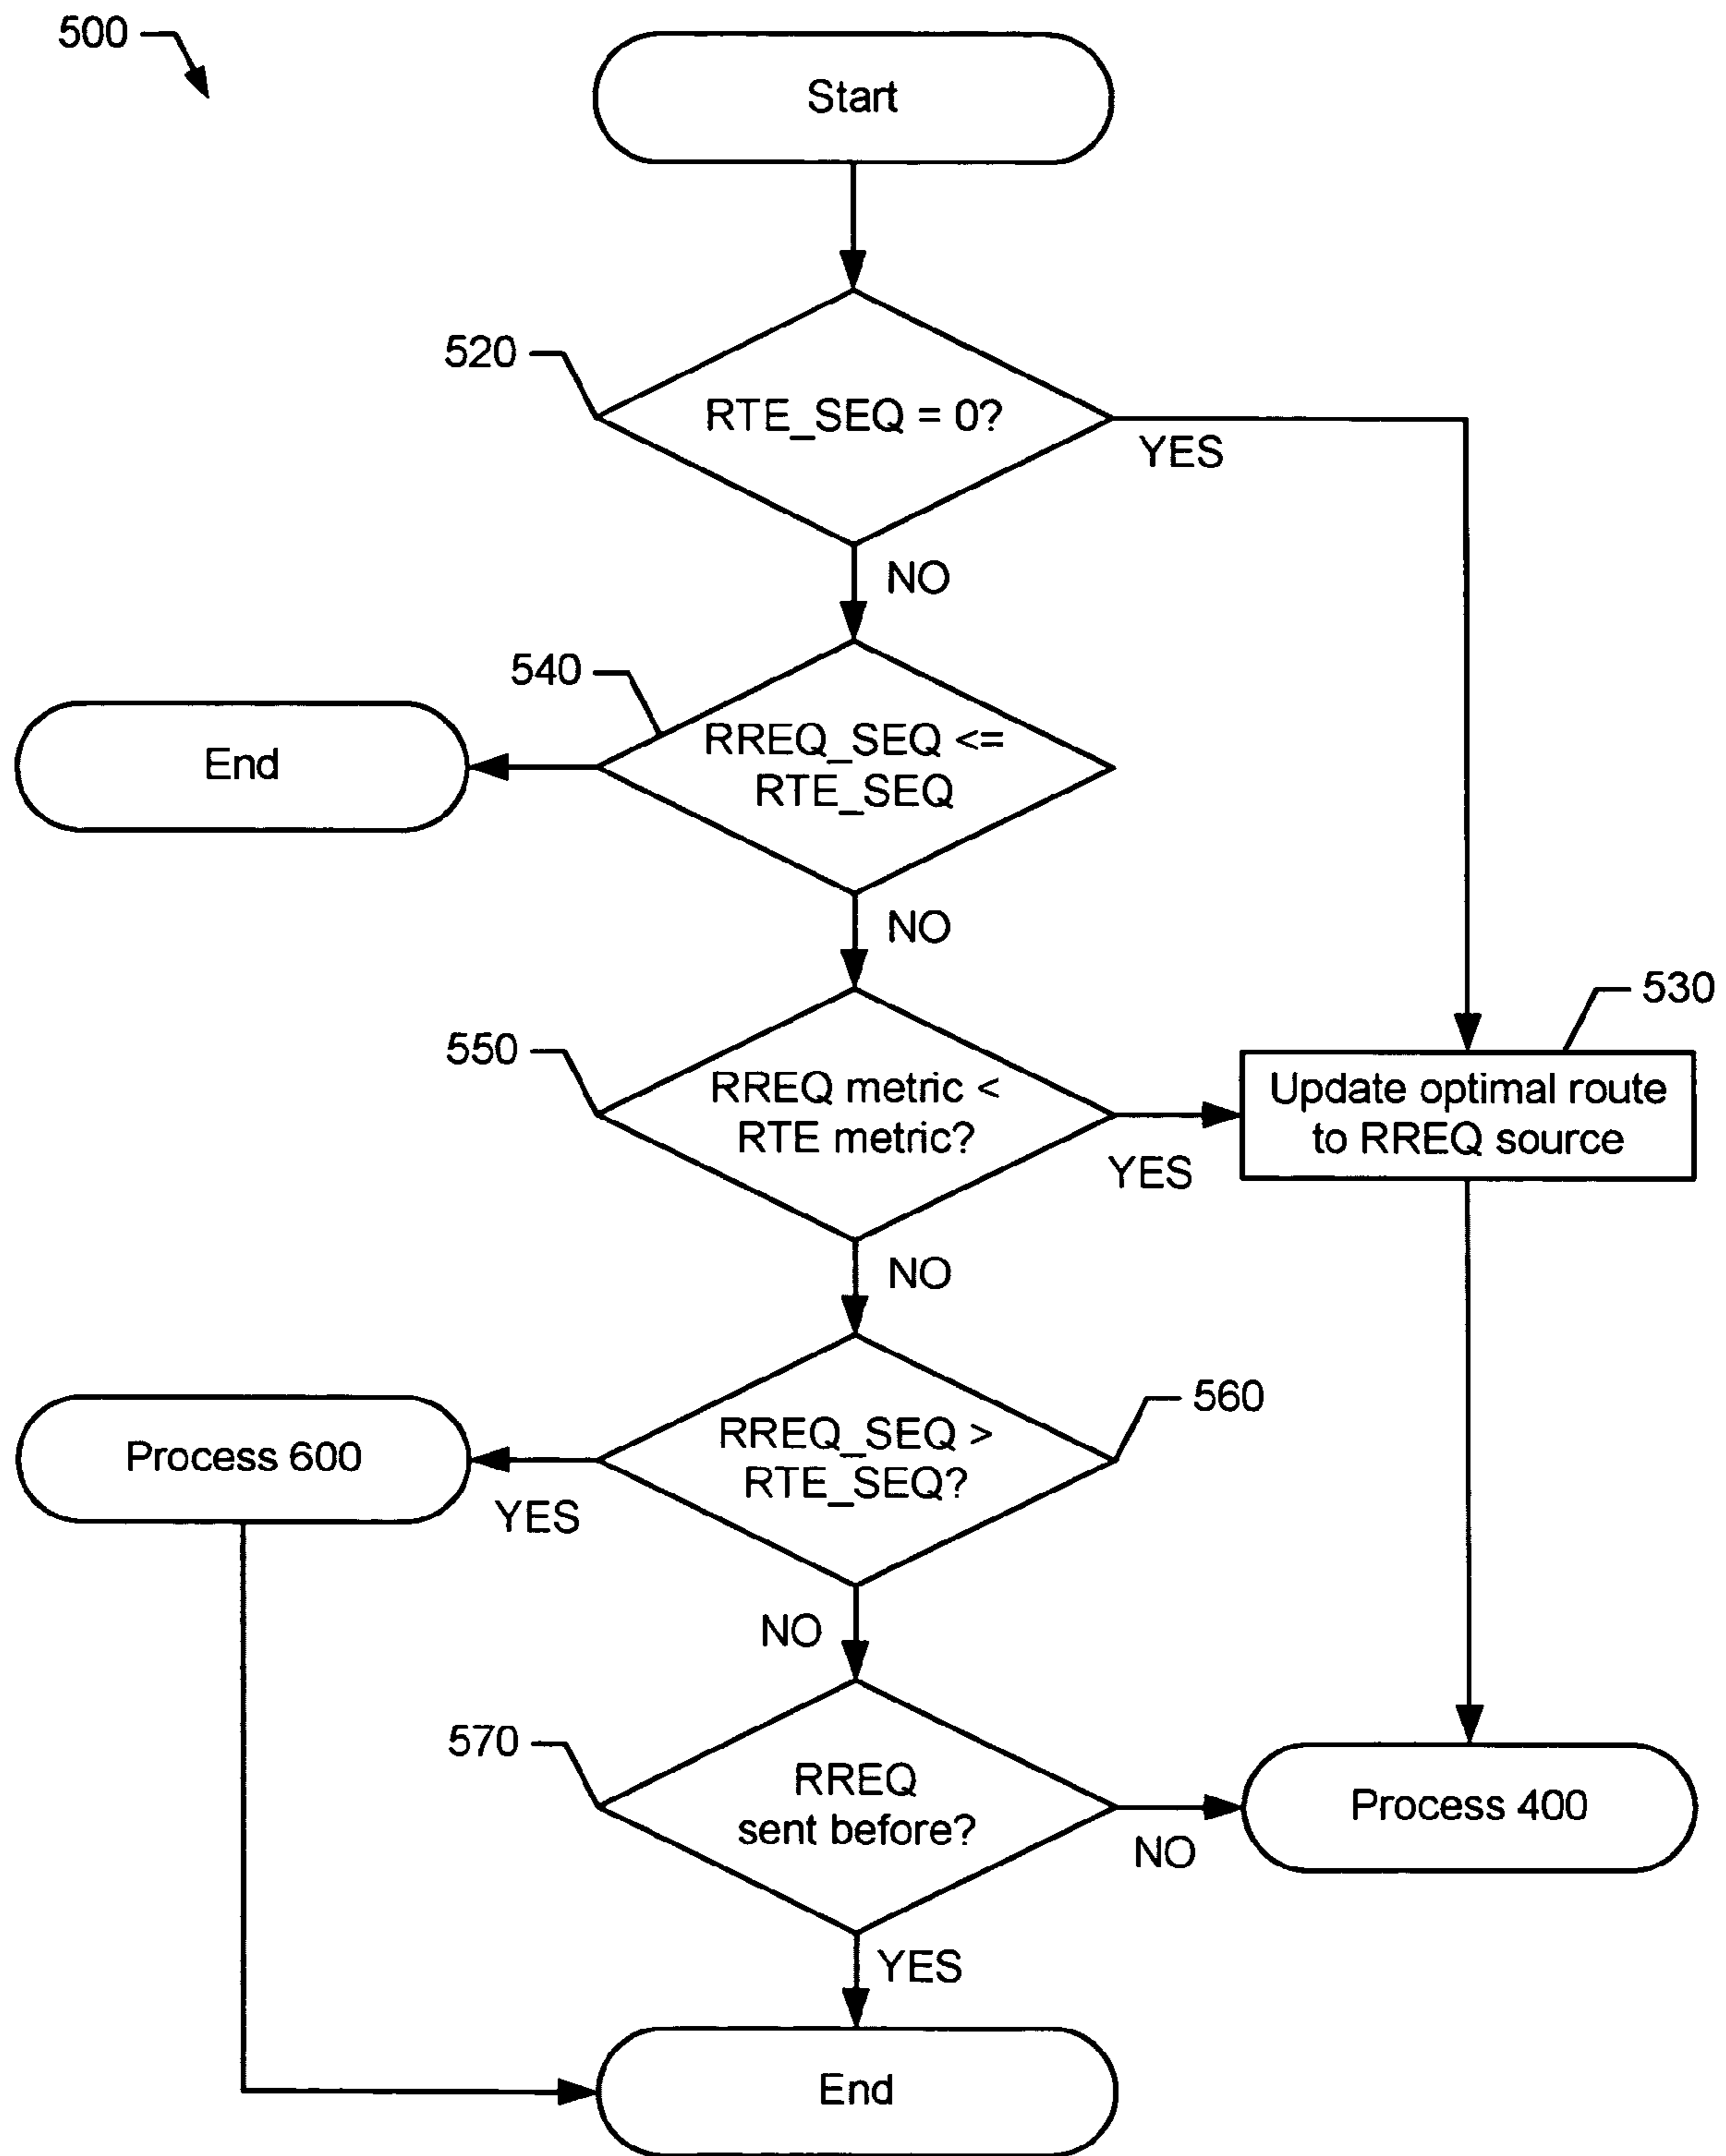 500
Start
520
RTE_SEQ = 0?
YES
NO
540
RREQ_SEQ <=
RTE_SEQ
End
NO
530
550
RREQ metric <
RTE metric?
YES
Update optimal route
to RREQ source
NO
560
RREQ_SEQ >
RTE_SEQ?
Process 600
YES
NO
570
RREQ
sent before?
NO
Process 400
YES
End